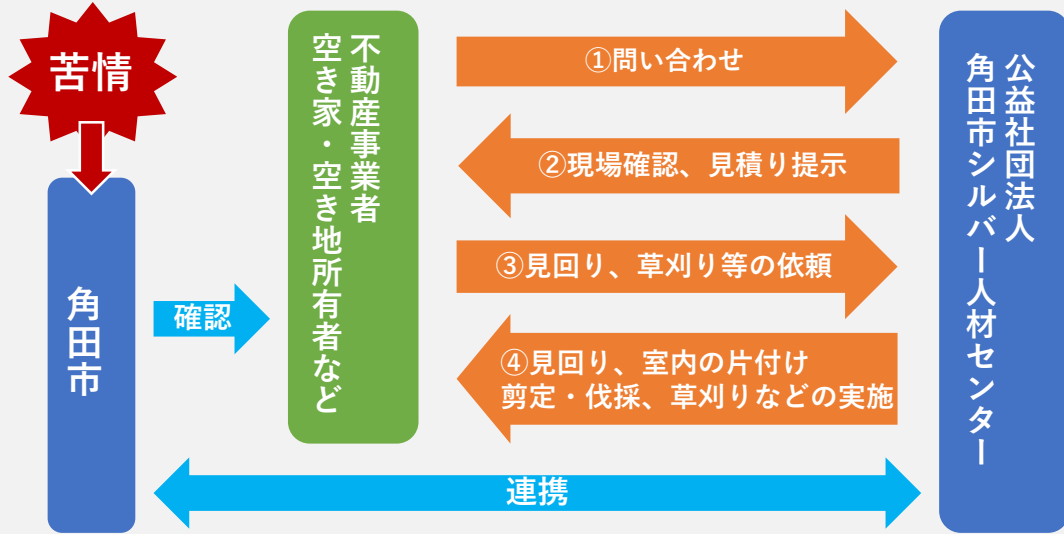 苦情
角田市
確認
不動産事業者
空き家・空き地所有者など
①問い合わせ
②現場確認、見積り提示
③見回り、草刈り等の依頼
④見回り、室内の片付け
剪定・伐採、草刈りなどの実施
公益社団法人
角田市シルバー人材センター
連携